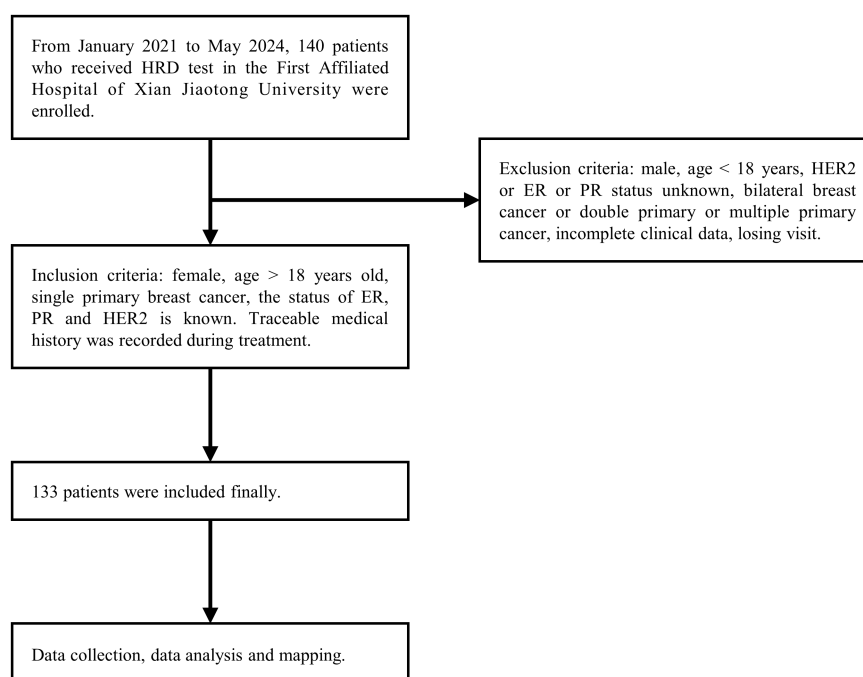 From January 2021 to May 2024, 140 patients
who received HRD test in the First Affiliated
Hospital of Xian Jiaotong University were
enrolled.
Exclusion criteria: male, age < 18 years, HER2
or ER or PR status unknown, bilateral breast
cancer or double primary or multiple primary
cancer, incomplete clinical data, losing visit.
Inclusion criteria: female, age > 18 years old,
single primary breast cancer, the status of ER,
PR and HER2 is known. Traceable medical
history was recorded during treatment.
133 patients were included finally.
Data collection, data analysis and mapping.